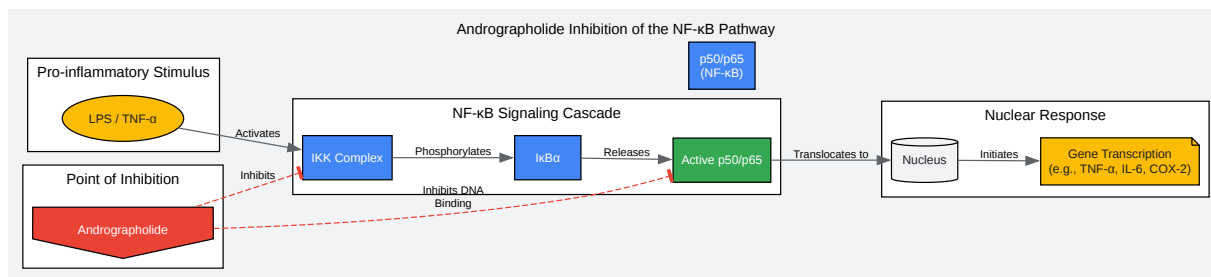 Andrographolide Inhibition of the NF-κB Pathway
p50/p65
(NF-κB)
Pro-inflammatory Stimulus
LPS / TNF-α
Activates
NF-κB Signaling Cascade
IKK Complex
Phosphorylates
IκBα
Releases
Active p50/p65
Translocates to
Nuclear Response
Nucleus
Initiates
Gene Transcription
(e.g., TNF-α, IL-6, COX-2)
Point of Inhibition
Andrographolide
Inhibits
Inhibits DNA
Binding